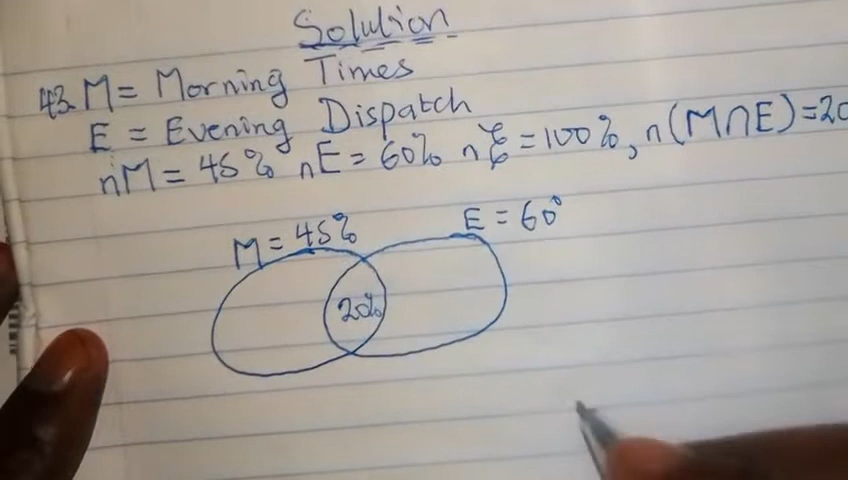 Solution
43. M = Morning Times
E = Evening Dispatch
nM = 45% nE = 60% nξ = 100%, n(M∩E) = 20
M = 45% E = 60°
20%